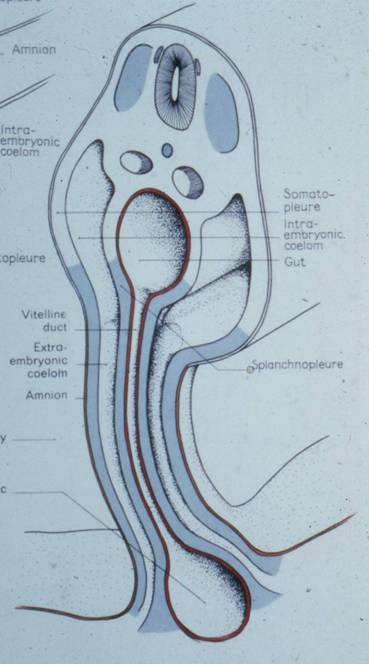 Amnion
Intra-
embryonic
coelom
Somato-
pleure
Intra-
embryonic
coelom
Gut
opleure
Vitelline
duct
Extra-
embryonic
coelom
Splanchnopleure
Amnion
y
c